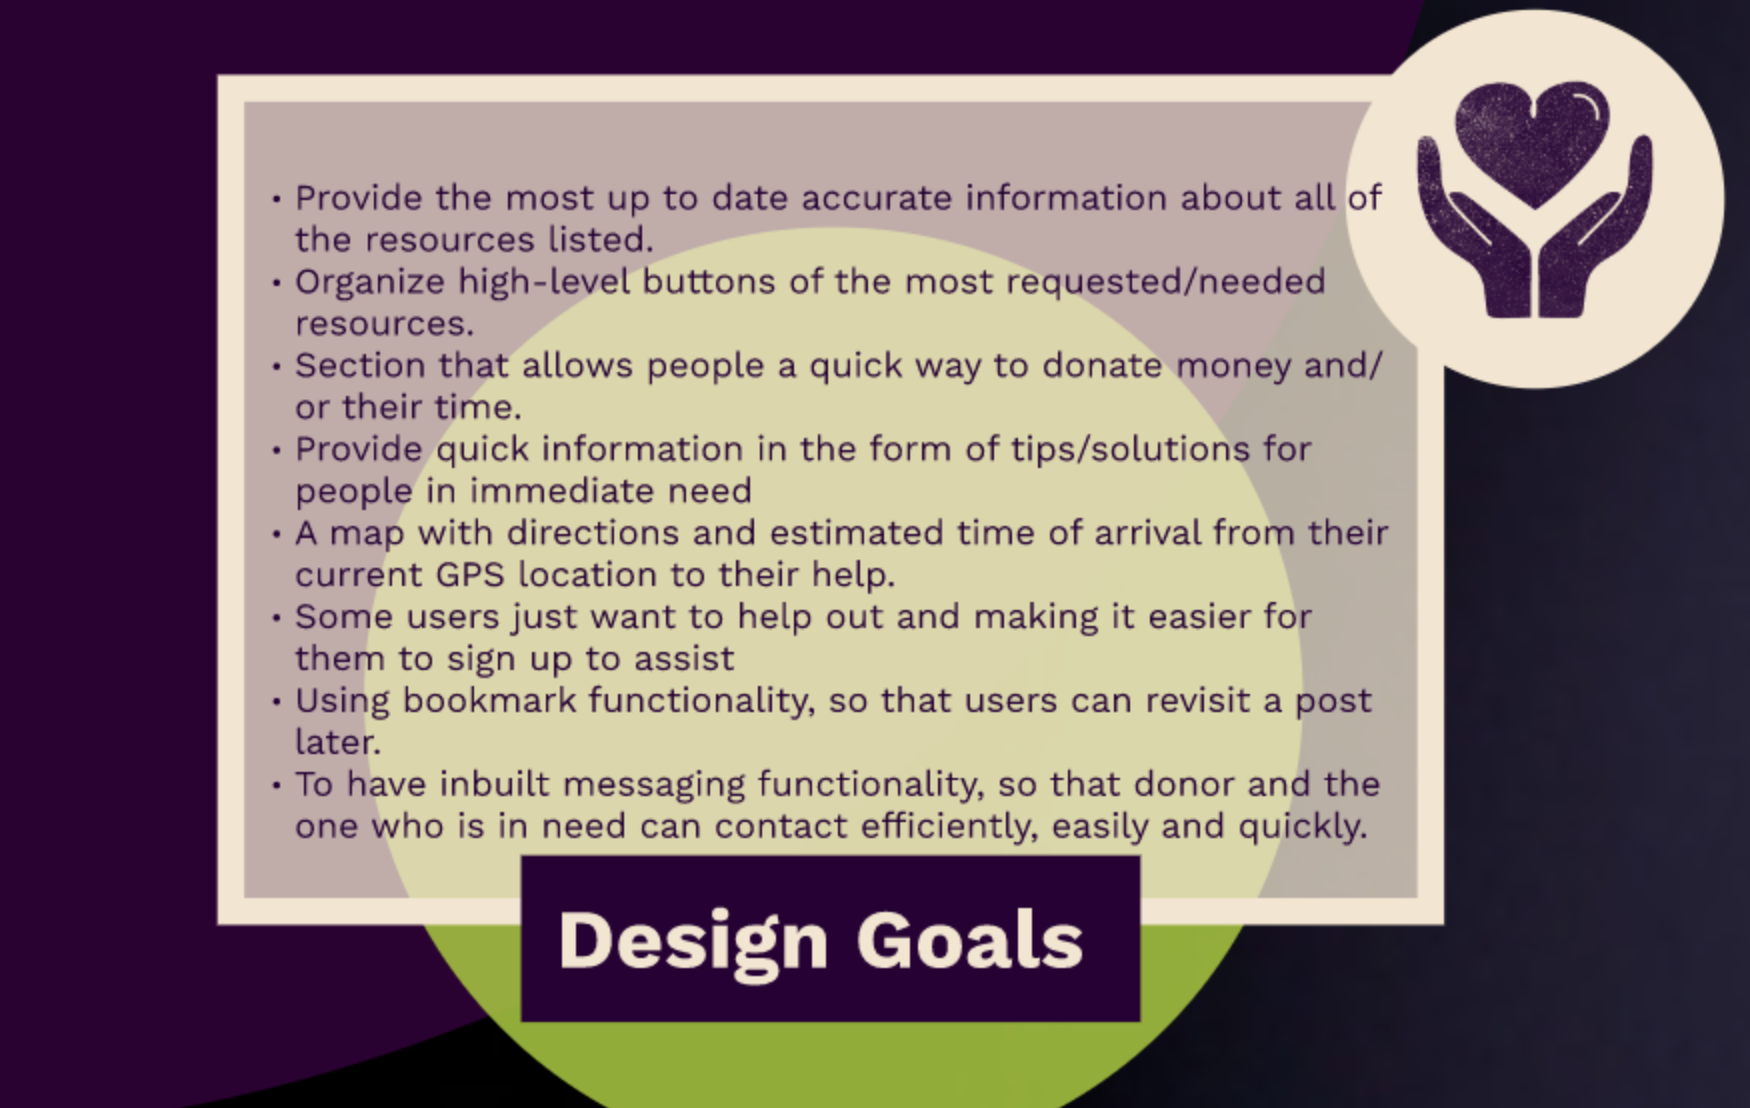 • Provide the most up to date accurate information about all of
the resources listed.
• Organize high-level buttons of the most requested/needed
resources.
• Section that allows people a quick way to donate money and/
or their time.
• Provide quick information in the form of tips/solutions for
people in immediate need
• A map with directions and estimated time of arrival from their
current GPS location to their help.
• Some users just want to help out and making it easier for
them to sign up to assist
• Using bookmark functionality, so that users can revisit a post
later.
• To have inbuilt messaging functionality, so that donor and the
one who is in need can contact efficiently, easily and quickly.
Design Goals